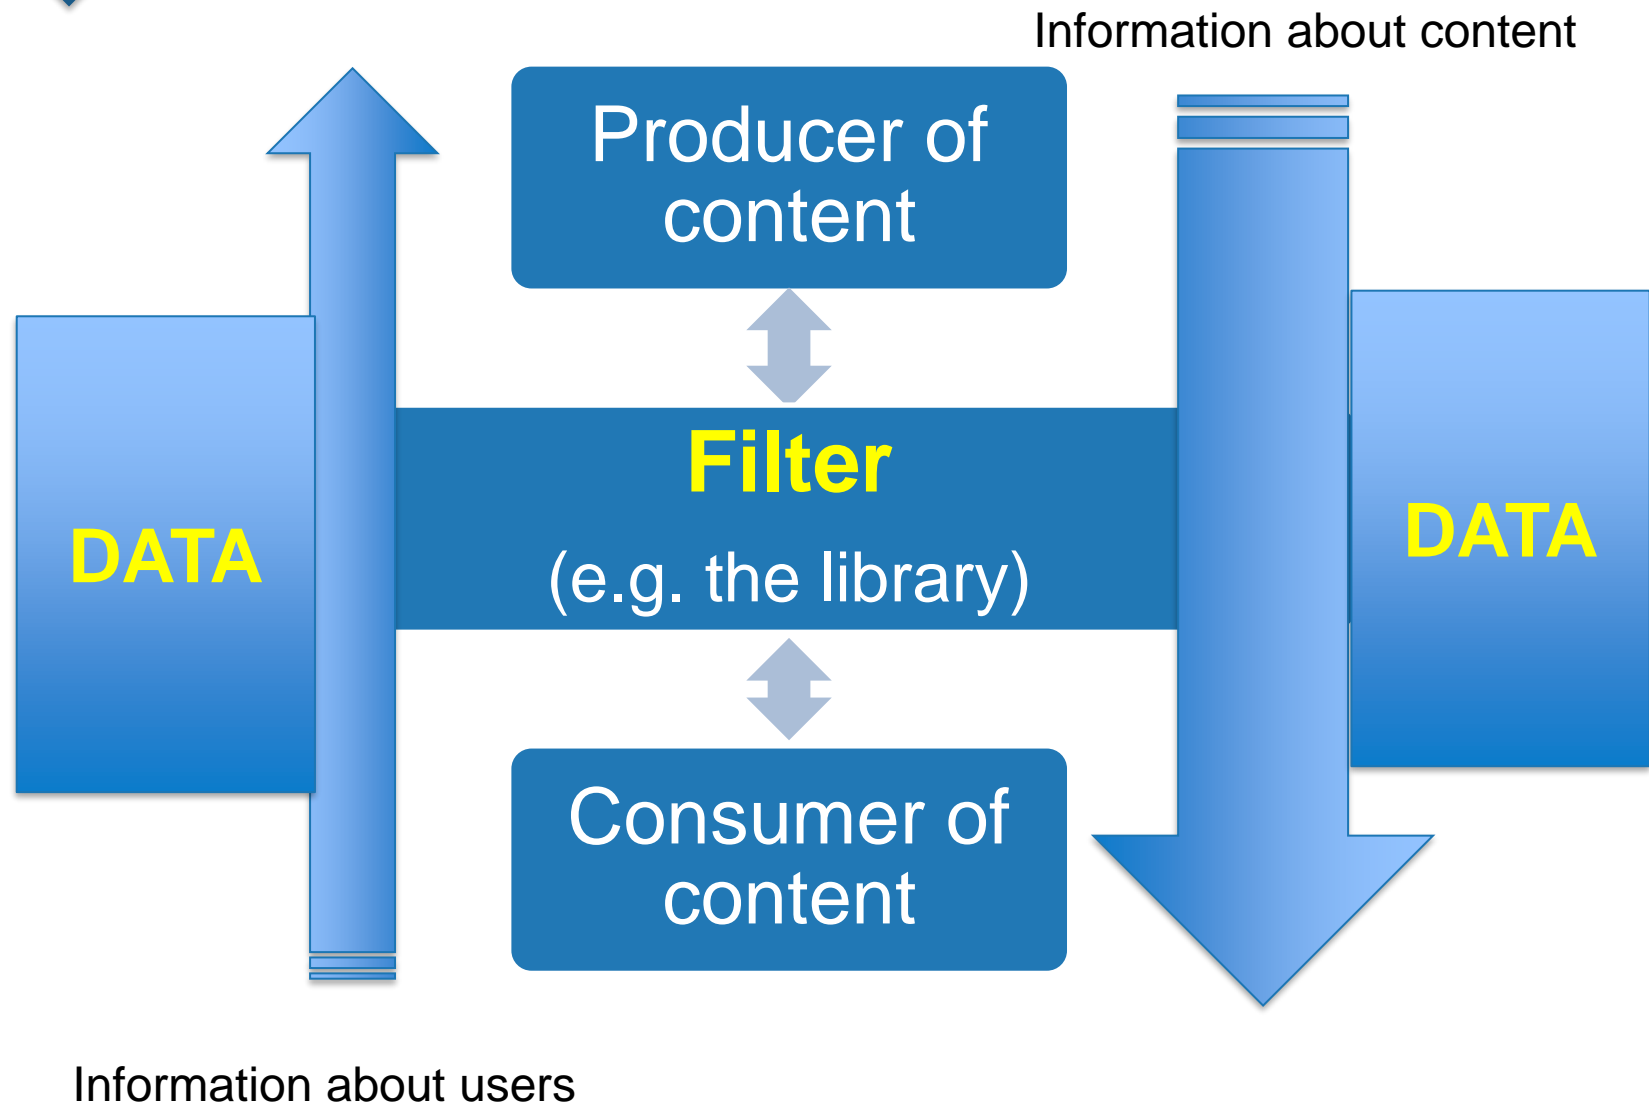 Information about content
Producer of
content
Filter
(e.g. the library)
DATA
DATA
Consumer of
content
Information about users